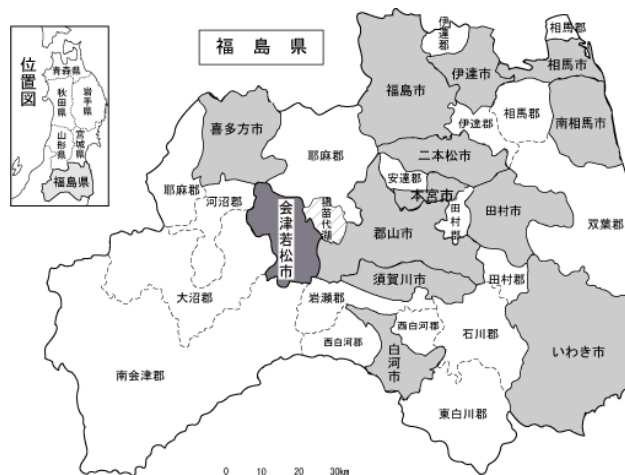 福島県
位置図
青森県
秋田県
岩手県
山形県
宮城県
福島県
伊達郡
相馬郡
福島市
伊達市
相馬市
喜多方市
伊達郡
相馬郡
南相馬市
耶麻郡
二本松市
耶麻郡
河沼郡
安達郡
本宮市
猪苗代湖
会津若松市
田村郡
田村市
双葉郡
郡山市
大沼郡
須賀川市
田村郡
岩瀬郡
西白河郡
石川郡
いわき市
西白河郡
白河市
南会津郡
東白川郡
0 10 20 30km